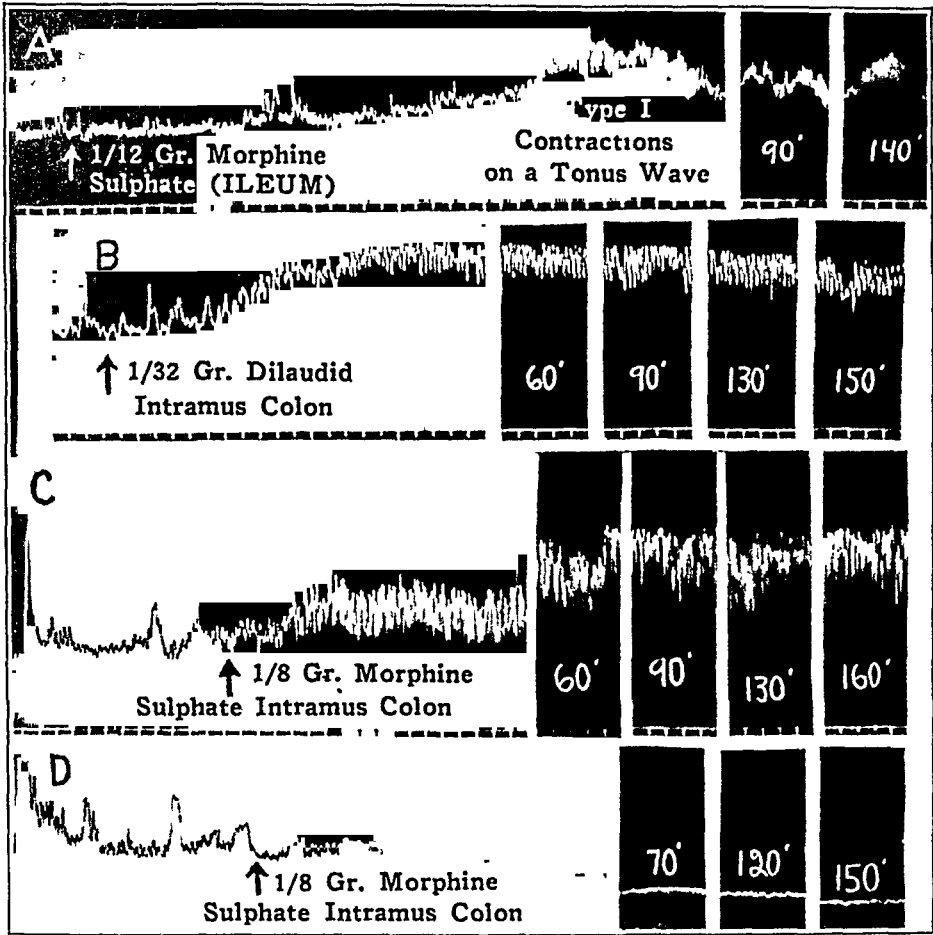 A
1/12 Gr. Morphine
Sulphate (ILEUM)
ype I
Contractions
on a Tonus Wave
90'
140'
B
1/32 Gr. Dilaudid
Intramus Colon
60'
90'
130'
150'
C
1/8 Gr. Morphine
Sulphate Intramus Colon
60'
90'
130'
160'
D
1/8 Gr. Morphine
Sulphate Intramus Colon
70'
120'
150'